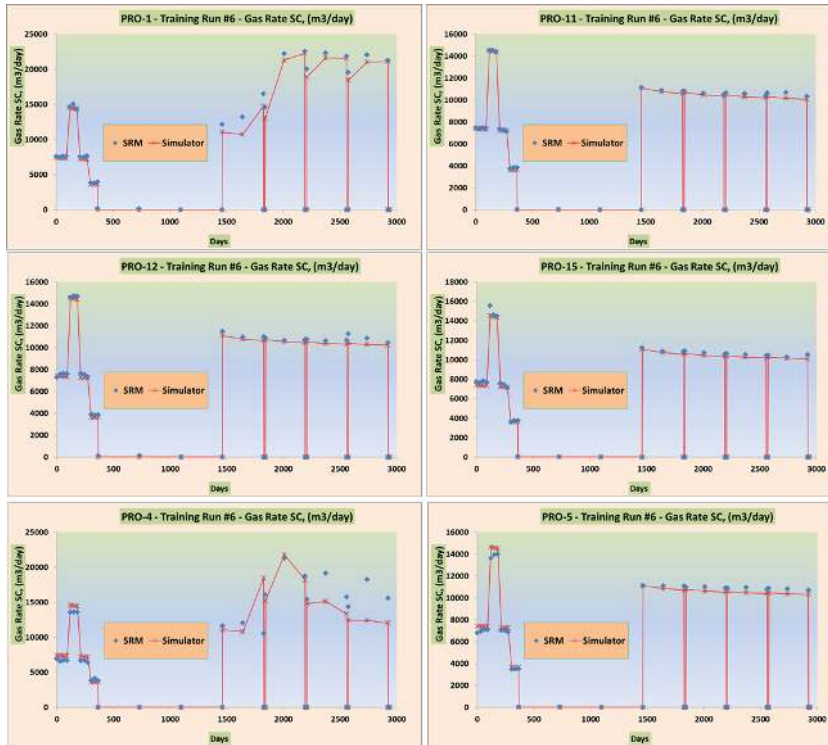 PRO-1 - Training Run #6 - Gas Rate SC, (m3/day)
Gas Rate SC, (m3/day)
25000
20000
15000
10000
5000
0
SRM
Simulator
0 500 1000 1500 2000 2500 3000
Days
PRO-11 - Training Run #6 - Gas Rate SC, (m3/day)
Gas Rate SC, (m3/day)
16000
14000
12000
10000
8000
6000
4000
2000
0
SRM
Simulator
0 500 1000 1500 2000 2500 3000
Days
PRO-12 - Training Run #6 - Gas Rate SC, (m3/day)
Gas Rate SC, (m3/day)
16000
14000
12000
10000
8000
6000
4000
2000
0
SRM
Simulator
0 500 1000 1500 2000 2500 3000
Days
PRO-15 - Training Run #6 - Gas Rate SC, (m3/day)
Gas Rate SC, (m3/day)
18000
16000
14000
12000
10000
8000
6000
4000
2000
0
SRM
Simulator
0 500 1000 1500 2000 2500 3000
Days
PRO-4 - Training Run #6 - Gas Rate SC, (m3/day)
Gas Rate SC, (m3/day)
25000
20000
15000
10000
5000
0
SRM
Simulator
0 500 1000 1500 2000 2500 3000
Days
PRO-5 - Training Run #6 - Gas Rate SC, (m3/day)
Gas Rate SC, (m3/day)
16000
14000
12000
10000
8000
6000
4000
2000
0
SRM
Simulator
0 500 1000 1500 2000 2500 3000
Days